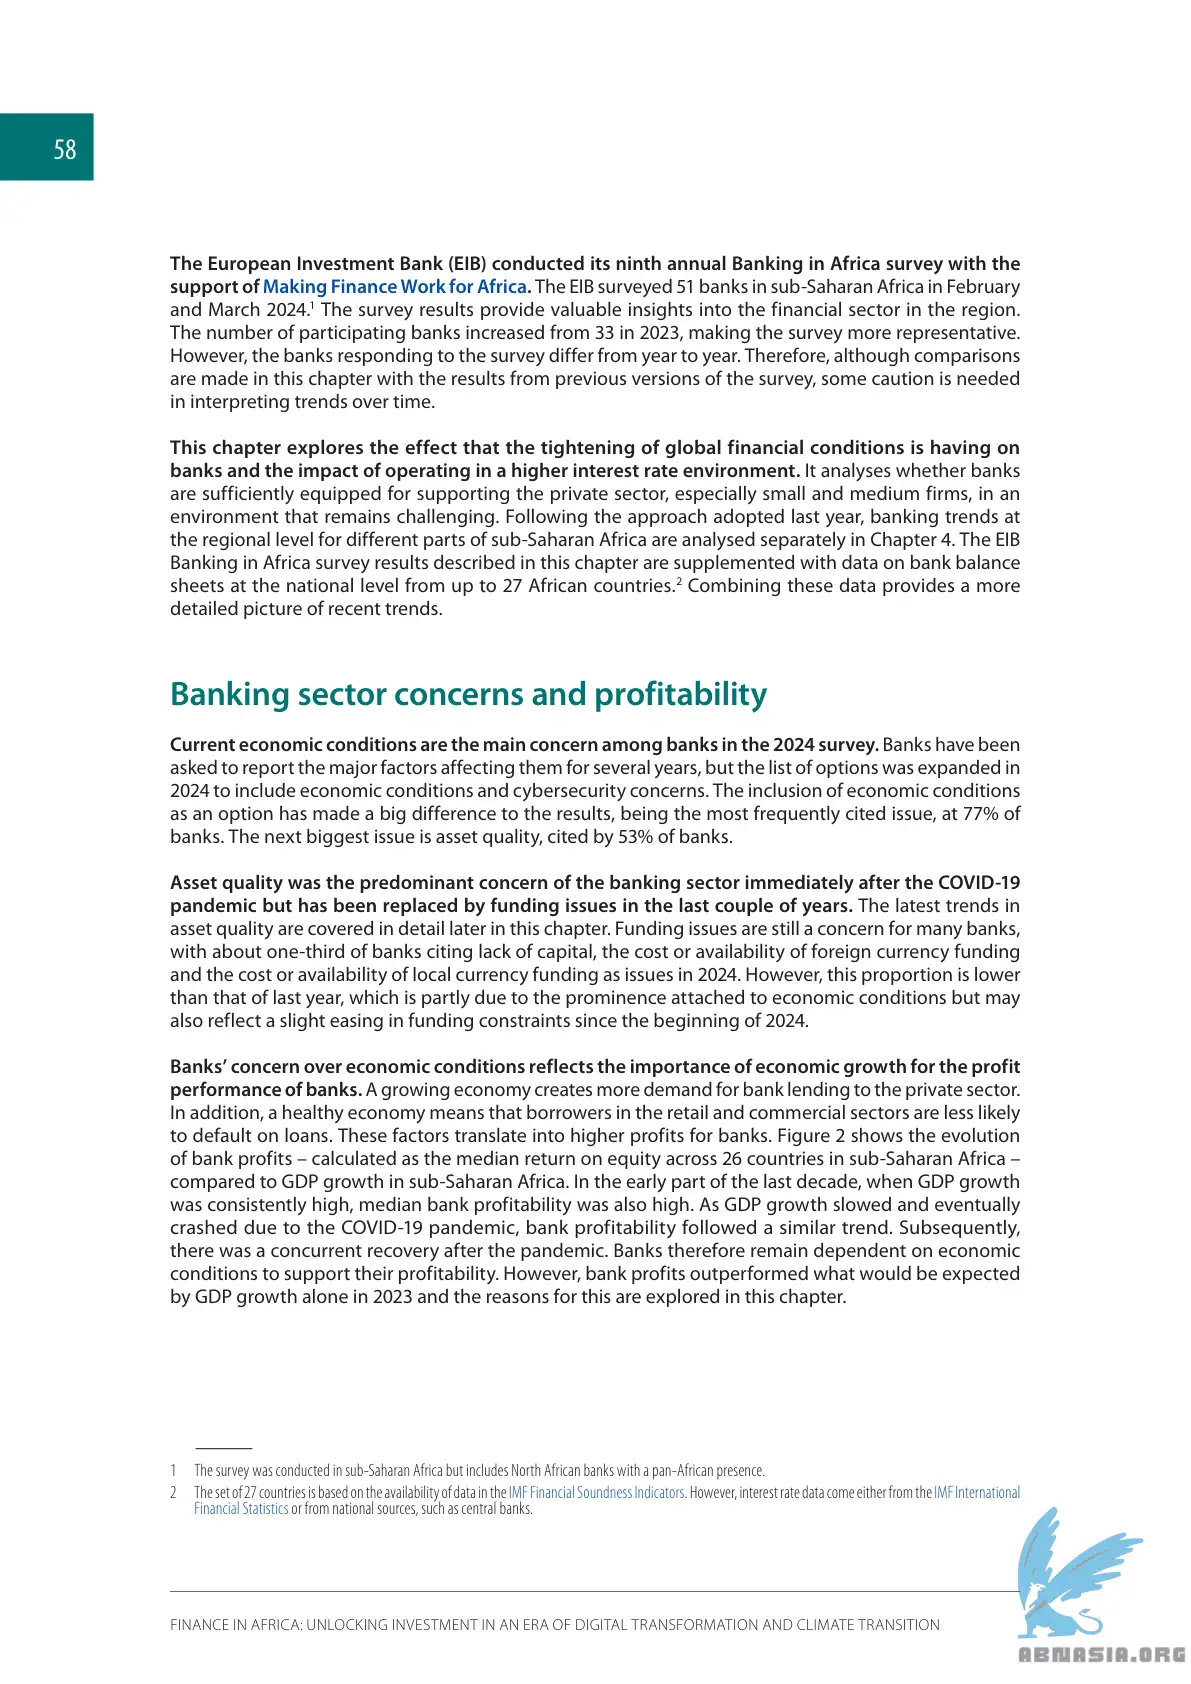 58
The European Investment Bank (EIB) conducted its ninth annual Banking in Africa survey with the
support of Making Finance Work for Africa. The EIB surveyed 51 banks in sub-Saharan Africa in February
and March 2024.1 The survey results provide valuable insights into the financial sector in the region.
The number of participating banks increased from 33 in 2023, making the survey more representative.
However, the banks responding to the survey differ from year to year. Therefore, although comparisons
are made in this chapter with the results from previous versions of the survey, some caution is needed
in interpreting trends over time.
This chapter explores the effect that the tightening of global financial conditions is having on
banks and the impact of operating in a higher interest rate environment. It analyses whether banks
are sufficiently equipped for supporting the private sector, especially small and medium firms, in an
environment that remains challenging. Following the approach adopted last year, banking trends at
the regional level for different parts of sub-Saharan Africa are analysed separately in Chapter 4. The EIB
Banking in Africa survey results described in this chapter are supplemented with data on bank balance
sheets at the national level from up to 27 African countries.2 Combining these data provides a more
detailed picture of recent trends.
Banking sector concerns and profitability
Current economic conditions are the main concern among banks in the 2024 survey. Banks have been
asked to report the major factors affecting them for several years, but the list of options was expanded in
2024 to include economic conditions and cybersecurity concerns. The inclusion of economic conditions
as an option has made a big difference to the results, being the most frequently cited issue, at 77% of
banks. The next biggest issue is asset quality, cited by 53% of banks.
Asset quality was the predominant concern of the banking sector immediately after the COVID-19
pandemic but has been replaced by funding issues in the last couple of years. The latest trends in
asset quality are covered in detail later in this chapter. Funding issues are still a concern for many banks,
with about one-third of banks citing lack of capital, the cost or availability of foreign currency funding
and the cost or availability of local currency funding as issues in 2024. However, this proportion is lower
than that of last year, which is partly due to the prominence attached to economic conditions but may
also reflect a slight easing in funding constraints since the beginning of 2024.
Banks’ concern over economic conditions reflects the importance of economic growth for the profit
performance of banks. A growing economy creates more demand for bank lending to the private sector.
In addition, a healthy economy means that borrowers in the retail and commercial sectors are less likely
to default on loans. These factors translate into higher profits for banks. Figure 2 shows the evolution
of bank profits – calculated as the median return on equity across 26 countries in sub-Saharan Africa –
compared to GDP growth in sub-Saharan Africa. In the early part of the last decade, when GDP growth
was consistently high, median bank profitability was also high. As GDP growth slowed and eventually
crashed due to the COVID-19 pandemic, bank profitability followed a similar trend. Subsequently,
there was a concurrent recovery after the pandemic. Banks therefore remain dependent on economic
conditions to support their profitability. However, bank profits outperformed what would be expected
by GDP growth alone in 2023 and the reasons for this are explored in this chapter.
1 The survey was conducted in sub-Saharan Africa but includes North African banks with a pan-African presence.
2 The set of 27 countries is based on the availability of data in the IMF Financial Soundness Indicators. However, interest rate data come either from the IMF International
Financial Statistics or from national sources, such as central banks.
FINANCE IN AFRICA: UNLOCKING INVESTMENT IN AN ERA OF DIGITAL TRANSFORMATION AND CLIMATE TRANSITION
ABNASIA.ORG